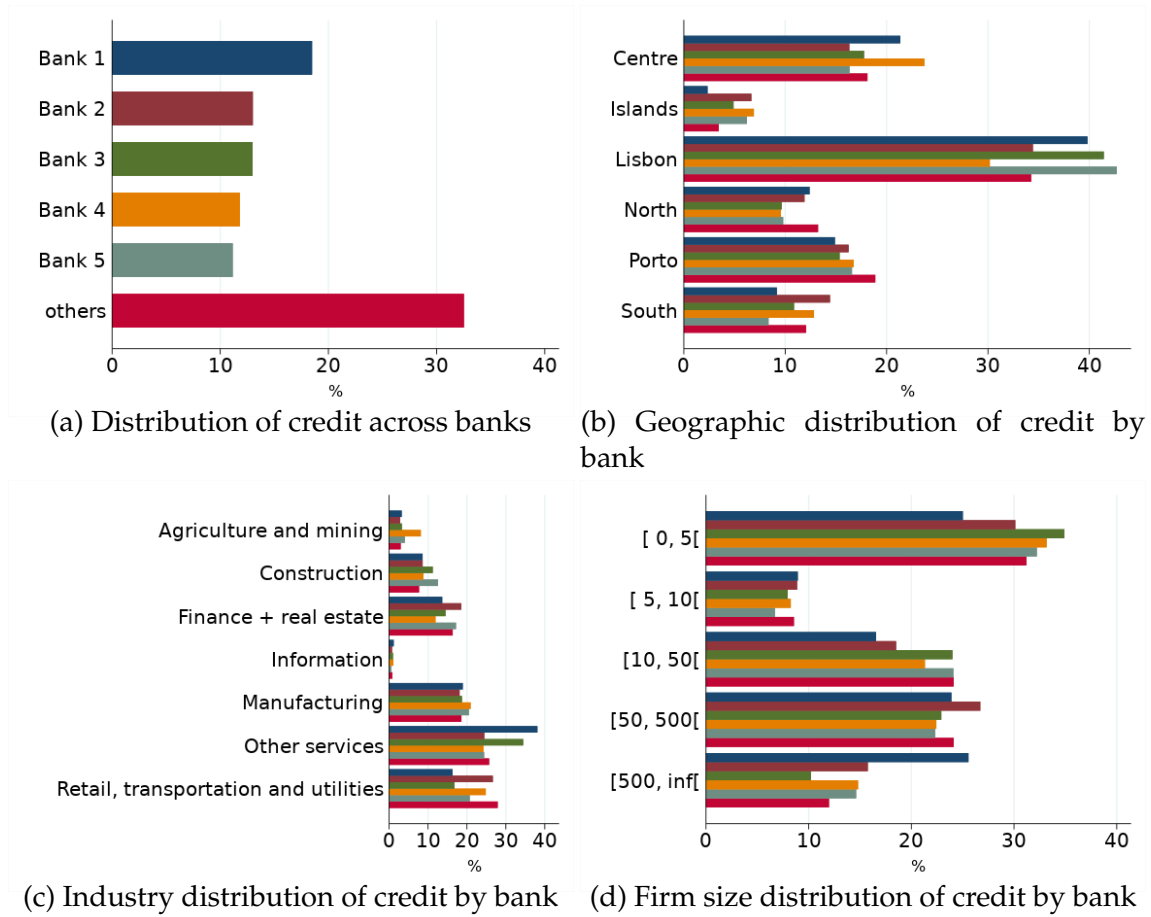 Bank 1
Bank 2
Bank 3
Bank 4
Bank 5
others
0 10 20 30 40
%
(a) Distribution of credit across banks
Centre
Islands
Lisbon
North
Porto
South
0 10 20 30 40
%
(b) Geographic distribution of credit by
bank
Agriculture and mining
Construction
Finance + real estate
Information
Manufacturing
Other services
Retail, transportation and utilities
0 10 20 30 40
%
(c) Industry distribution of credit by bank
[ 0, 5[
[ 5, 10[
[10, 50[
[50, 500[
[500, inf[
0 10 20 30 40
%
(d) Firm size distribution of credit by bank